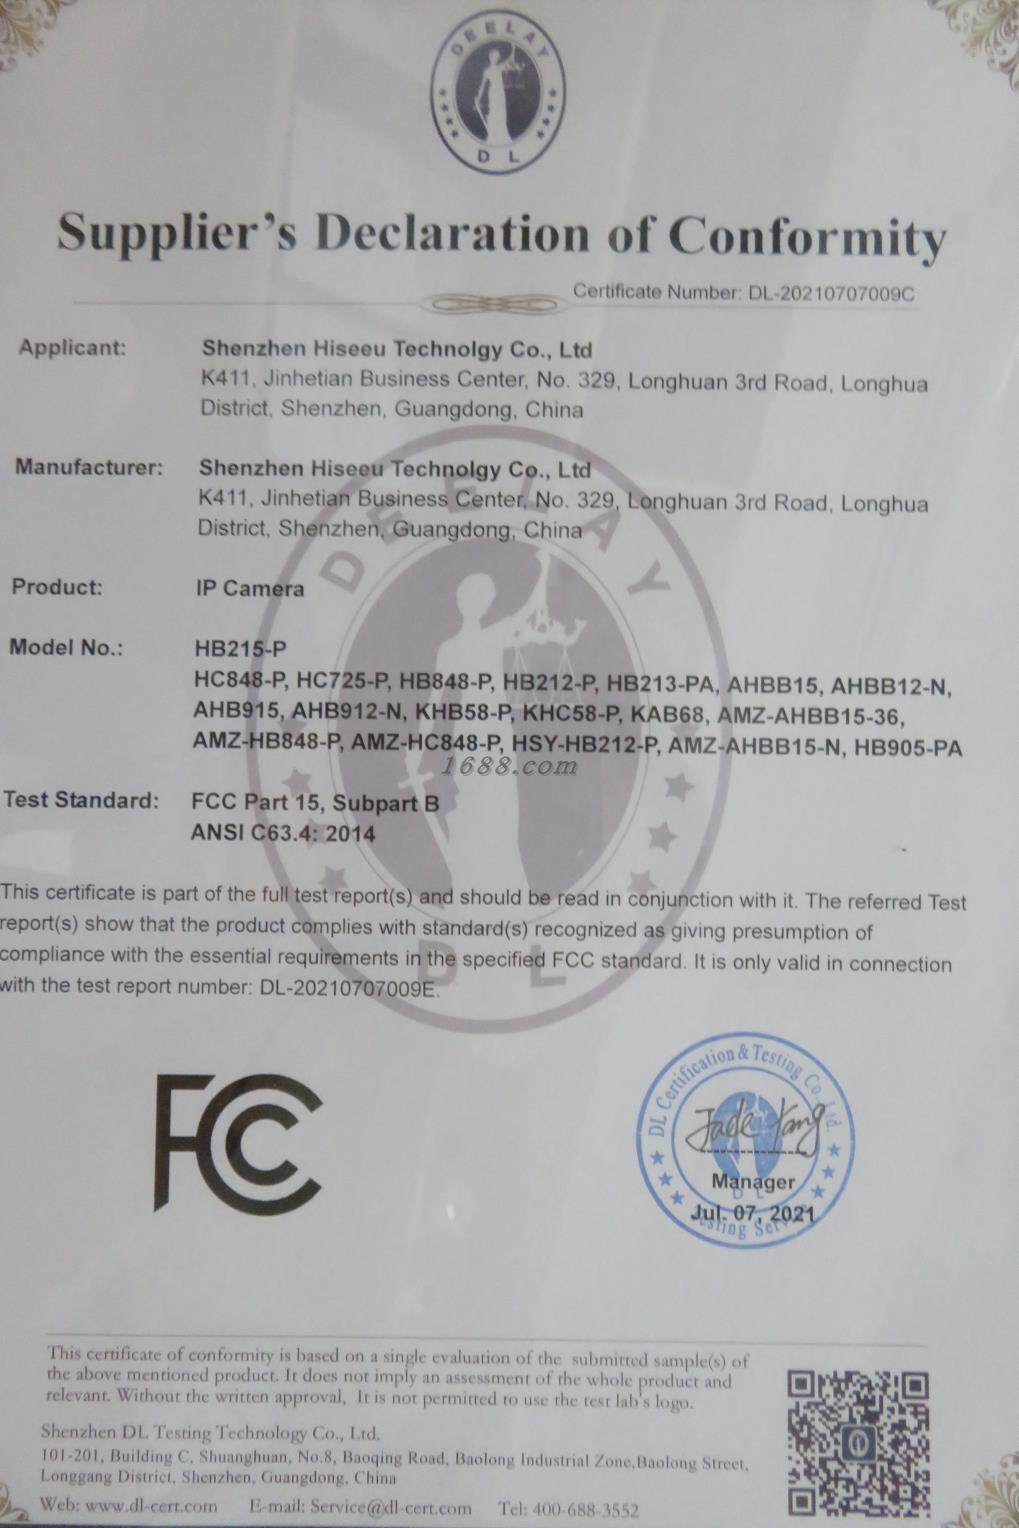 DEELAY
DL
Supplier's Declaration of Conformity
Certificate Number: DL-20210707009C
Applicant: Shenzhen Hiseeu Technolgy Co., Ltd
K411, Jinhetian Business Center, No. 329, Longhuan 3rd Road, Longhua
District, Shenzhen, Guangdong, China
Manufacturer: Shenzhen Hiseeu Technolgy Co., Ltd
K411, Jinhetian Business Center, No. 329, Longhuan 3rd Road, Longhua
District, Shenzhen, Guangdong, China
DEELAY
Product: IP Camera
Model No.: HB215-P
HC848-P, HC725-P, HB848-P, HB212-P, HB213-PA, AHBB15, AHBB12-N,
AHB915, AHB912-N, KHB58-P, KHC58-P, KAB68, AMZ-AHBB15-36,
AMZ-HB848-P, AMZ-HC848-P, HSY-HB212-P, AMZ-AHBB15-N, HB905-PA
1688.com
Test Standard: FCC Part 15, Subpart B
ANSI C63.4: 2014
This certificate is part of the full test report(s) and should be read in conjunction with it. The referred Test
report(s) show that the product complies with standard(s) recognized as giving presumption of
compliance with the essential requirements in the specified FCC standard. It is only valid in connection
with the test report number: DL-20210707009E.
DL
FCC
DL Certification & Testing Co., Ltd.
Jade Yang
Manager
DL
Jul. 07, 2021
Testing Service
This certificate of conformity is based on a single evaluation of the submitted sample(s) of
the above mentioned product. It does not imply an assessment of the whole product and
relevant. Without the written approval, It is not permitted to use the test lab's logo.
Shenzhen DL Testing Technology Co., Ltd.
101-201, Building C, Shuanghuan, No.8, Baoqing Road, Baolong Industrial Zone,Baolong Street,
Longgang District, Shenzhen, Guangdong, China
Web: www.dl-cert.com E-mail: Service@dl-cert.com Tel: 400-688-3552